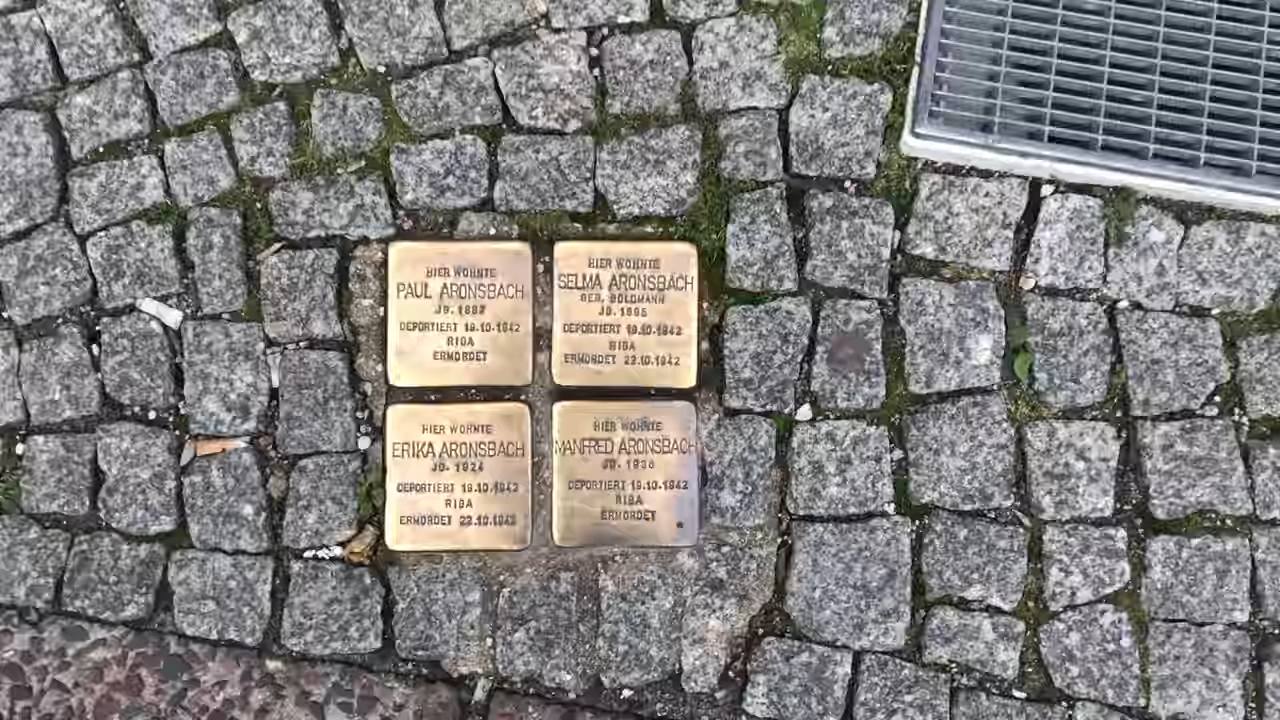 HIER WOHNTE
PAUL ARONSBACH
JG. 1887
DEPORTIERT 19.10.1942
RIGA
ERMORDET
HIER WOHNTE
SELMA ARONSBACH
GEB. GOLDMANN
JG. 1895
DEPORTIERT 19.10.1942
RIGA
ERMORDET 22.10.1942
HIER WOHNTE
ERIKA ARONSBACH
JG. 1924
DEPORTIERT 19.10.1942
RIGA
ERMORDET 22.10.1942
HIER WOHNTE
MANFRED ARONSBACH
JG.
DEPORTIERT 19.10.1942
RIGA
ERMORDET